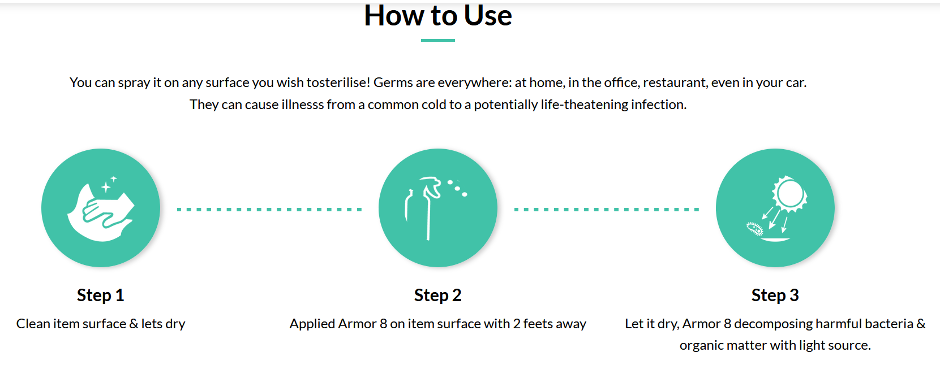 How to Use
You can spray it on any surface you wish tosterilise! Germs are everywhere: at home, in the office, restaurant, even in your car.
They can cause illnesss from a common cold to a potentially life-theatening infection.
Step 1
Clean item surface & lets dry
Step 2
Applied Armor 8 on item surface with 2 feets away
Step 3
Let it dry, Armor 8 decomposing harmful bacteria &
organic matter with light source.